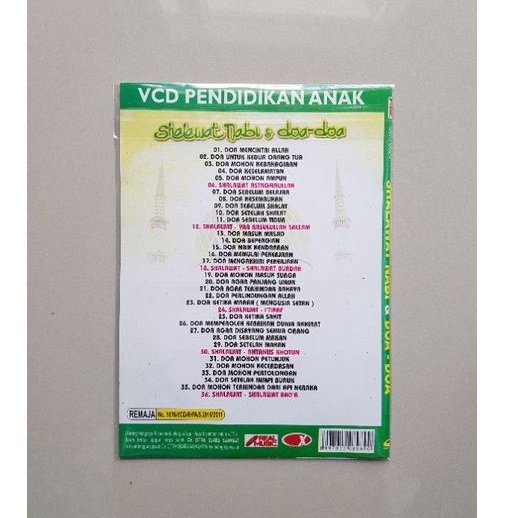 VCD PENDIDIKAN ANAK
Shalawat Nabi & doa-doa
01. DOA MENCINTAI ALLAH
02. DOA UNTUK KEDUA ORANG TUA
03. DOA MOHON KEBAHAGIAAN
04. DOA KESELAMATAN
05. DOA MOHON AMPUN
06. SHALAWAT ASTAGHFIRULLAH
07. DOA SEBELUM BELAJAR
08. DOA KESEMBUHAN
09. DOA SEBELUM SHALAT
10. DOA SETELAH SHALAT
11. DOA SEBELUM TIDUR
12. SHALAWAT - YAA RASULULLAH SALLAM
13. DOA MASUK MASJID
14. DOA BEPERGIAN
15. DOA NAIK KENDARAAN
16. DOA MEMULAI PEKERJAAN
17. DOA MENGAKHIRI PEKERJAAN
18. SHALAWAT - SHALAWAT BURDAH
19. DOA MOHON MASUK SURGA
20. DOA AGAR PANJANG UMUR
21. DOA AGAR TERHINDAR BAHAYA
22. DOA PERLINDUNGAN ALLAH
23. DOA KETIKA MARAH ( MENGUSIR SETAN )
24. SHALAWAT - I'TIRAF
25. DOA KETIKA SAKIT
26. DOA MEMPEROLEH KEBAIKAN DUNIA AKHIRAT
27. DOA AGAR DISAYANG SEMUA ORANG
28. DOA SEBELUM MAKAN
29. DOA SETELAH MAKAN
30. SHALAWAT - ANTANUS KHOTUN
31. DOA MOHON PETUNJUK
32. DOA MOHON KECERDASAN
33. DOA MOHON PERTOLONGAN
34. DOA SETELAH MIMPI BURUK
35. DOA MOHON TERHINDAR DARI API NERAKA
36. SHALAWAT - SHALAWAT BADA'A
REMAJA
REAL MUSIC
SHALAWAT NABI & DOA - DOA